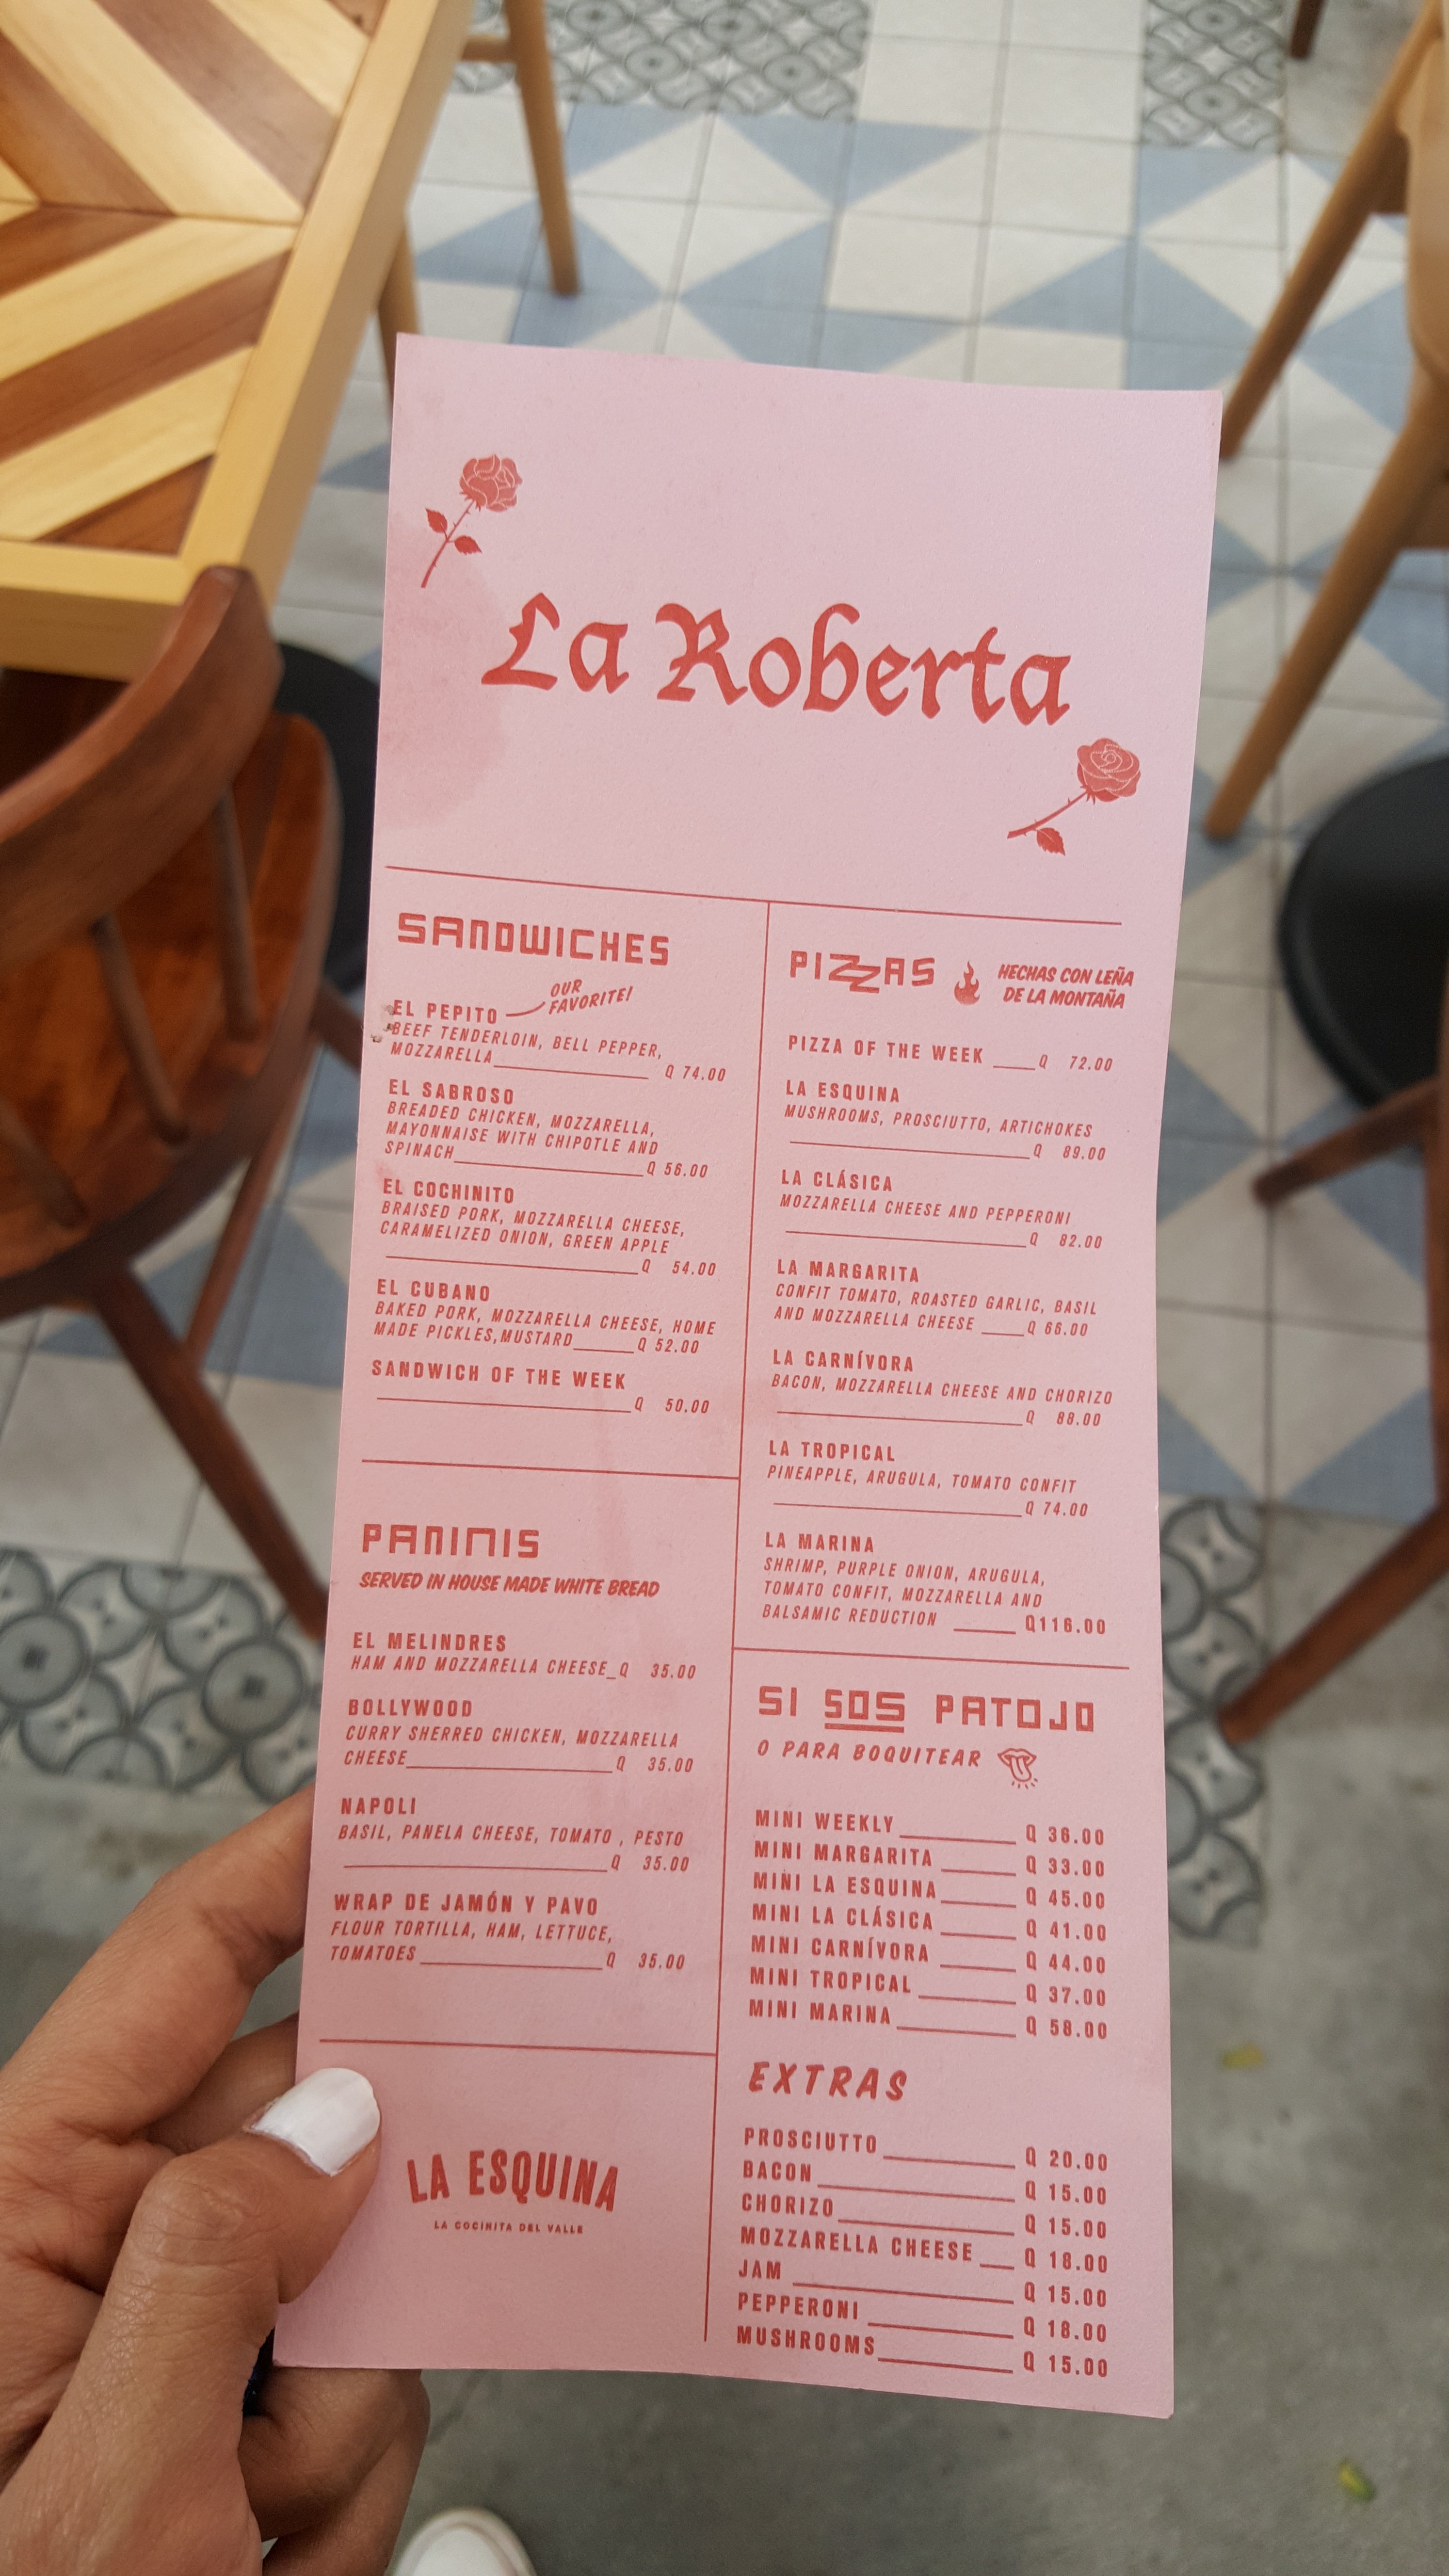 La Roberta
SANDWICHES
OUR
FAVORITE!
EL PEPITO
BEEF TENDERLOIN, BELL PEPPER,
MOZZARELLA Q 74.00
EL SABROSO
BREADED CHICKEN, MOZZARELLA,
MAYONNAISE WITH CHIPOTLE AND
SPINACH Q 56.00
EL COCHINITO
BRAISED PORK, MOZZARELLA CHEESE,
CARAMELIZED ONION, GREEN APPLE
Q 54.00
EL CUBANO
BAKED PORK, MOZZARELLA CHEESE, HOME
MADE PICKLES,MUSTARD Q 52.00
SANDWICH OF THE WEEK
Q 50.00
PANINIS
SERVED IN HOUSE MADE WHITE BREAD
EL MELINDRES
HAM AND MOZZARELLA CHEESE_Q 35.00
BOLLYWOOD
CURRY SHERRED CHICKEN, MOZZARELLA
CHEESE Q 35.00
NAPOLI
BASIL, PANELA CHEESE, TOMATO , PESTO
Q 35.00
WRAP DE JAMÓN Y PAVO
FLOUR TORTILLA, HAM, LETTUCE,
TOMATOES Q 35.00
LA ESQUINA
LA COCINITA DEL VALLE
PIZZAS
HECHAS CON LEÑA
DE LA MONTAÑA
PIZZA OF THE WEEK Q 72.00
LA ESQUINA
MUSHROOMS, PROSCIUTTO, ARTICHOKES
Q 89.00
LA CLÁSICA
MOZZARELLA CHEESE AND PEPPERONI
Q 82.00
LA MARGARITA
CONFIT TOMATO, ROASTED GARLIC, BASIL
AND MOZZARELLA CHEESE Q 66.00
LA CARNÍVORA
BACON, MOZZARELLA CHEESE AND CHORIZO
Q 88.00
LA TROPICAL
PINEAPPLE, ARUGULA, TOMATO CONFIT
Q 74.00
LA MARINA
SHRIMP, PURPLE ONION, ARUGULA,
TOMATO CONFIT, MOZZARELLA AND
BALSAMIC REDUCTION Q116.00
SI SOS PATOJO
O PARA BOQUITEAR
MINI WEEKLY Q 36.00
MINI MARGARITA Q 33.00
MINI LA ESQUINA Q 45.00
MINI LA CLÁSICA Q 41.00
MINI CARNÍVORA Q 44.00
MINI TROPICAL Q 37.00
MINI MARINA Q 58.00
EXTRAS
PROSCIUTTO Q 20.00
BACON Q 15.00
CHORIZO Q 15.00
MOZZARELLA CHEESE Q 18.00
JAM Q 15.00
PEPPERONI Q 18.00
MUSHROOMS Q 15.00